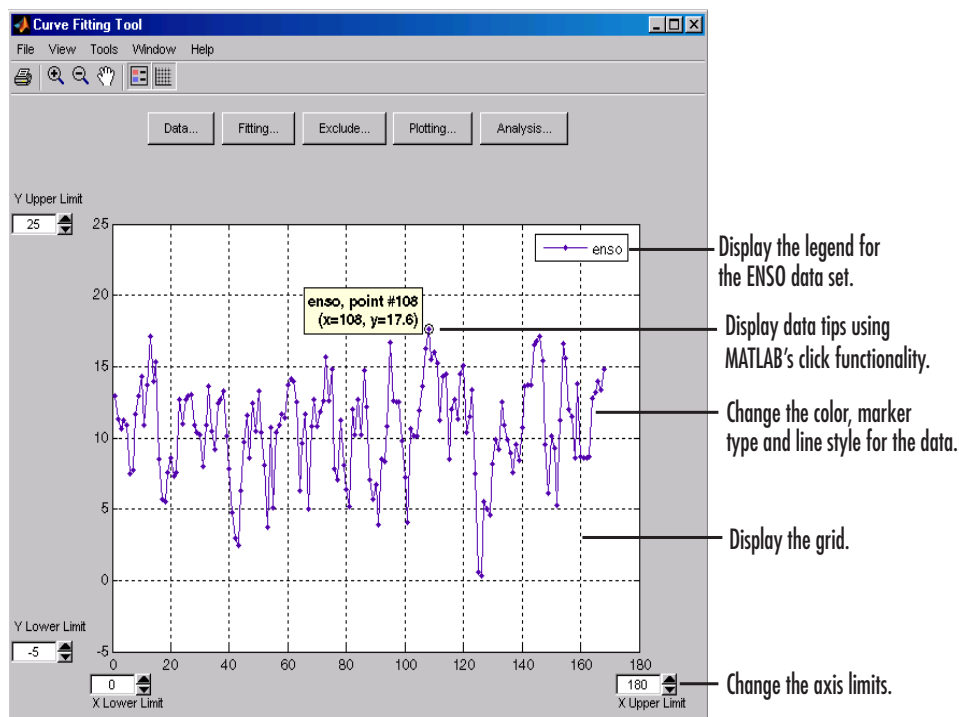 Curve Fitting Tool
File View Tools Window Help
Data... Fitting... Exclude... Plotting... Analysis...
Y Upper Limit
25
25
enso
20
enso, point #108
(x=108, y=17.6)
15
10
5
0
Y Lower Limit
-5
-5
0 20 40 60 80 100 120 140 160 180
0
X Lower Limit
180
X Upper Limit
Display the legend for
the ENSO data set.
Display data tips using
MATLAB's click functionality.
Change the color, marker
type and line style for the data.
Display the grid.
Change the axis limits.